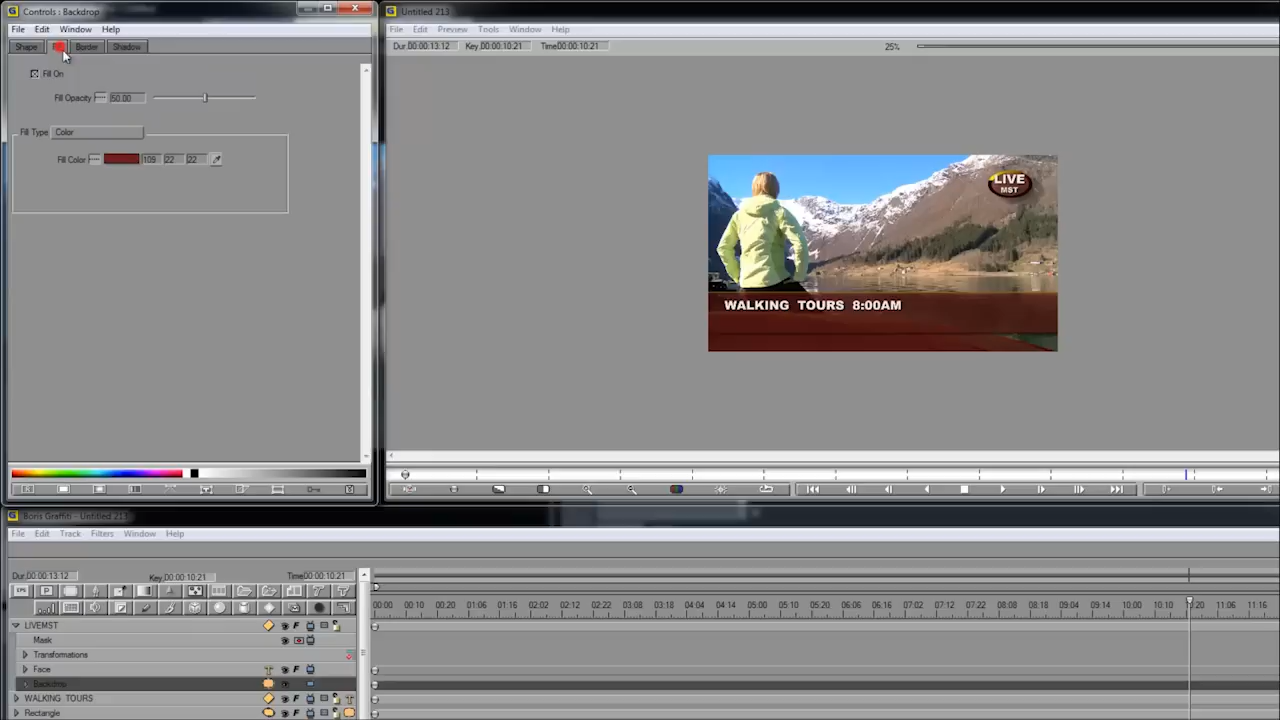 Controls : Backdrop
File Edit Window Help
Shape Border Shadow
Fill On
Fill Opacity 50.00
Fill Type Color
Fill Color 109 22 22
Untitled 213
File Edit Preview Tools Window Help
Dur,00:00:13:12 Key,00:00:10:21 Time00:00:10:21 25%
LIVE
MST
WALKING TOURS 8:00AM
Boris Graffiti - Untitled 213
File Edit Track Filters Window Help
Dur,00:00:13:12 Key,00:00:10:21 Time00:00:10:21
00:00 00:10 00:20 01:06 01:16 02:02 02:12 02:22 03:08 03:18 04:04 04:14 05:00 05:10 05:20 06:06 06:16 07:02 07:12 07:22 08:08 08:18 09:04 09:14 10:00 10:10 11:06 11:16
LIVEMST
Mask
Transformations
Face
Backdrop
WALKING TOURS
Rectangle